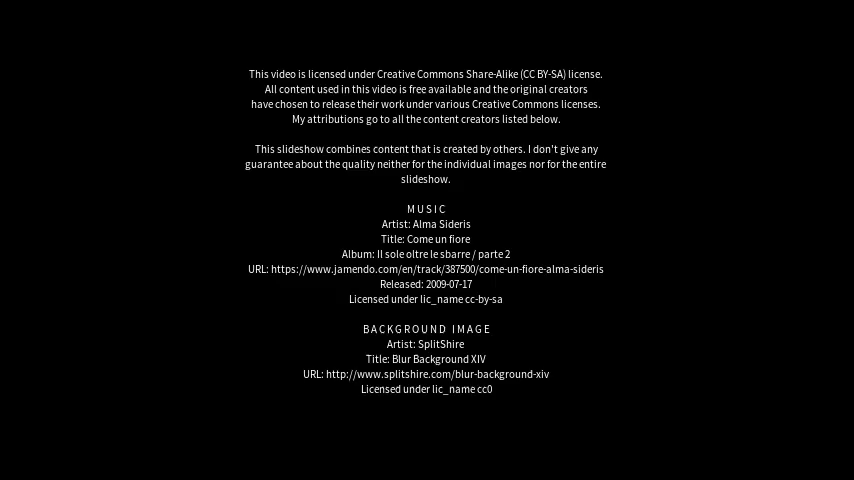 This video is licensed under Creative Commons Share-Alike (CC BY-SA) license.
All content used in this video is free available and the original creators
have chosen to release their work under various Creative Commons licenses.
My attributions go to all the content creators listed below.
This slideshow combines content that is created by others. I don't give any
guarantee about the quality neither for the individual images nor for the entire
slideshow.
MUSIC
Artist: Alma Sideris
Title: Come un fiore
Album: Il sole oltre le sbarre / parte 2
URL: https://www.jamendo.com/en/track/387500/come-un-fiore-alma-sideris
Released: 2009-07-17
Licensed under lic_name cc-by-sa
BACKGROUND IMAGE
Artist: SplitShire
Title: Blur Background XIV
URL: http://www.splitshire.com/blur-background-xiv
Licensed under lic_name cc0